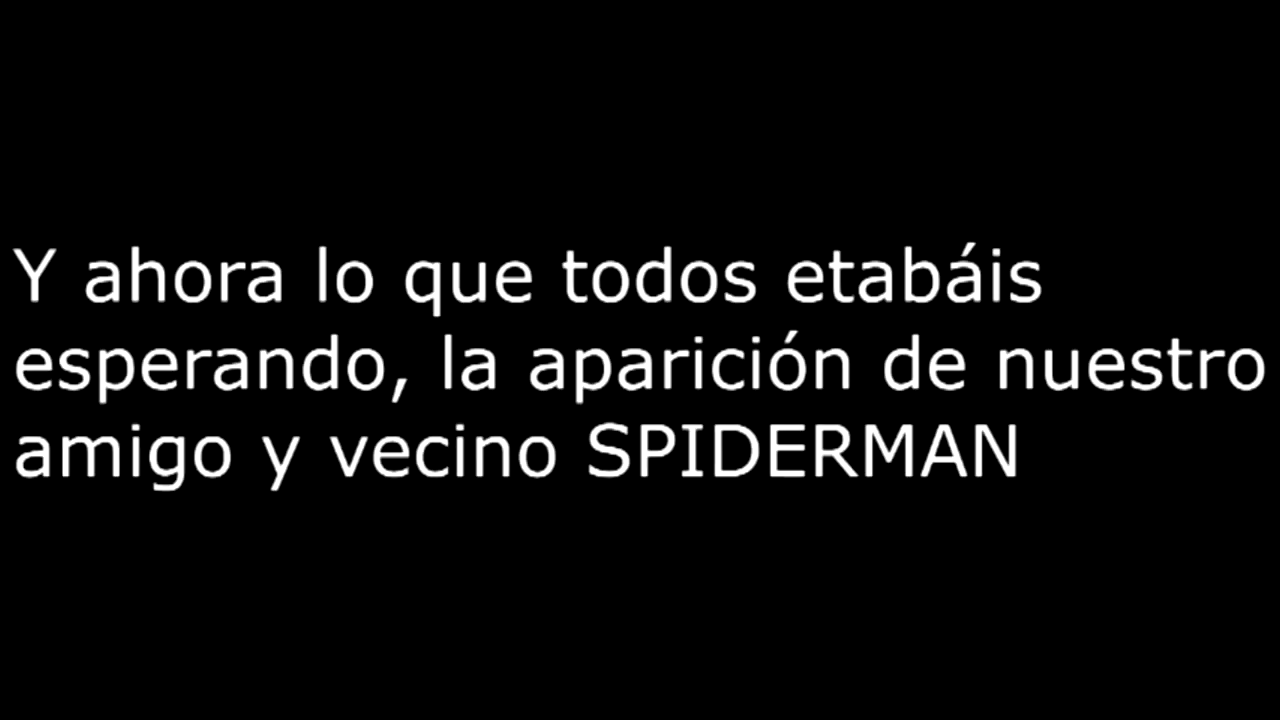 Y ahora lo que todos etabáis
esperando, la aparición de nuestro
amigo y vecino SPIDERMAN